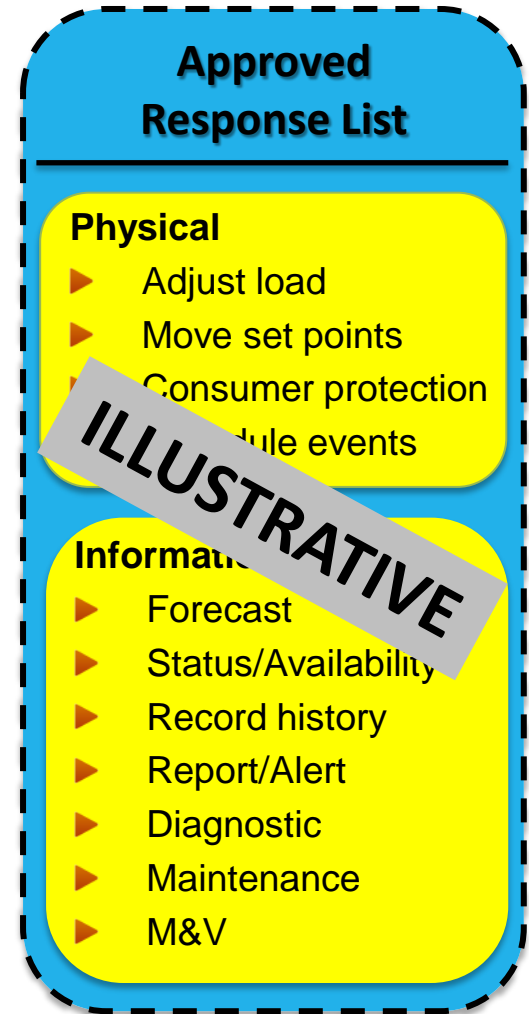 Approved
Response List
Physical
Adjust load
Move set points
Consumer protection
events
ILLUSTRATIVE
Forecast
Status/Availability
Record history
Report/Alert
Diagnostic
Maintenance
M&V